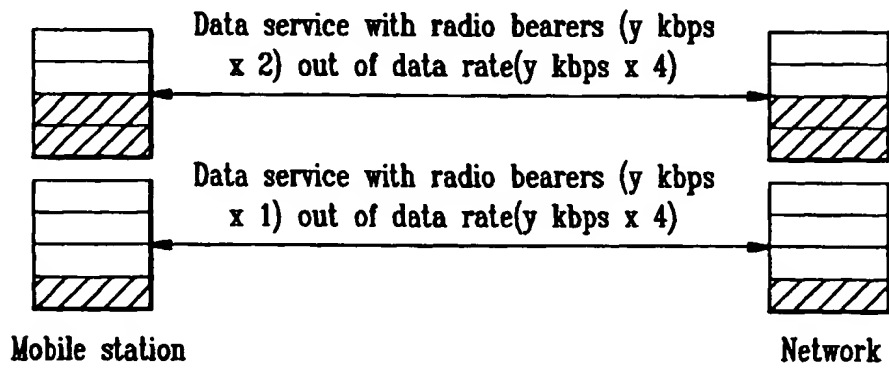 Data service with radio bearers (y kbps
x 2) out of data rate(y kbps x 4)
Data service with radio bearers (y kbps
x 1) out of data rate(y kbps x 4)
Mobile station
Network